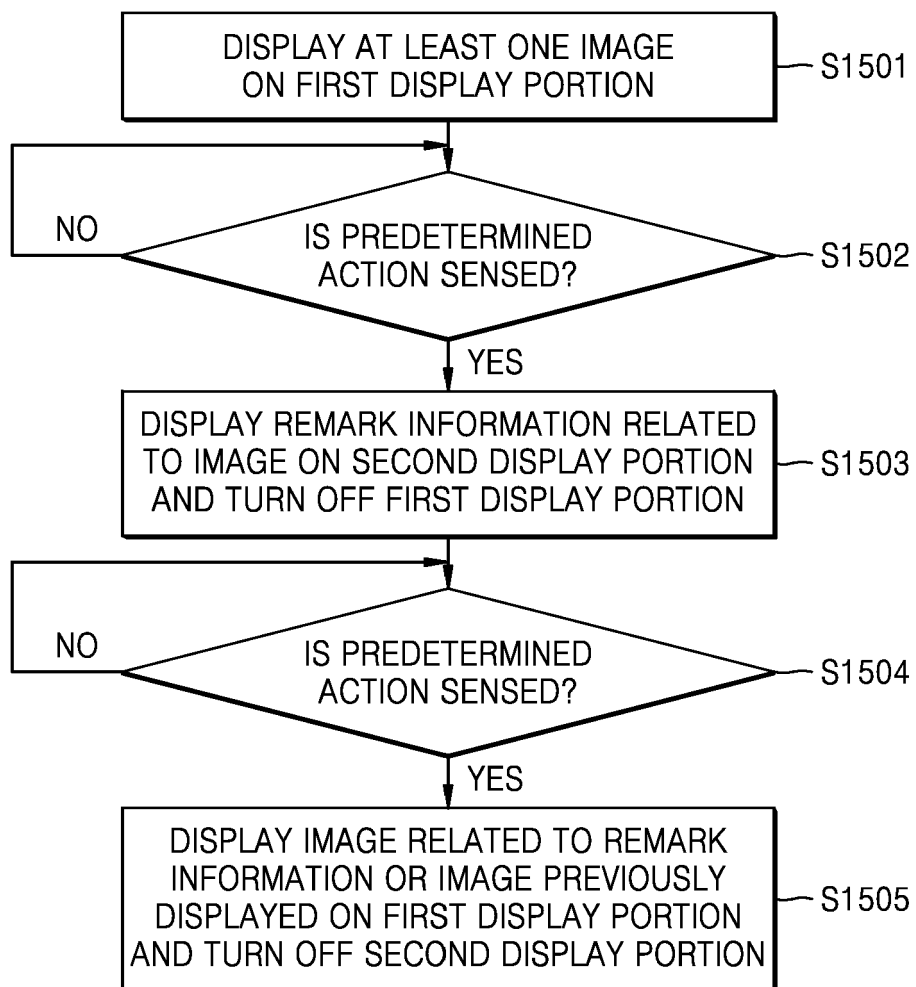 DISPLAY AT LEAST ONE IMAGE
ON FIRST DISPLAY PORTION
S1501
NO
IS PREDETERMINED
ACTION SENSED?
S1502
YES
DISPLAY REMARK INFORMATION RELATED
TO IMAGE ON SECOND DISPLAY PORTION
AND TURN OFF FIRST DISPLAY PORTION
S1503
NO
IS PREDETERMINED
ACTION SENSED?
S1504
YES
DISPLAY IMAGE RELATED TO REMARK
INFORMATION OR IMAGE PREVIOUSLY
DISPLAYED ON FIRST DISPLAY PORTION
AND TURN OFF SECOND DISPLAY PORTION
S1505